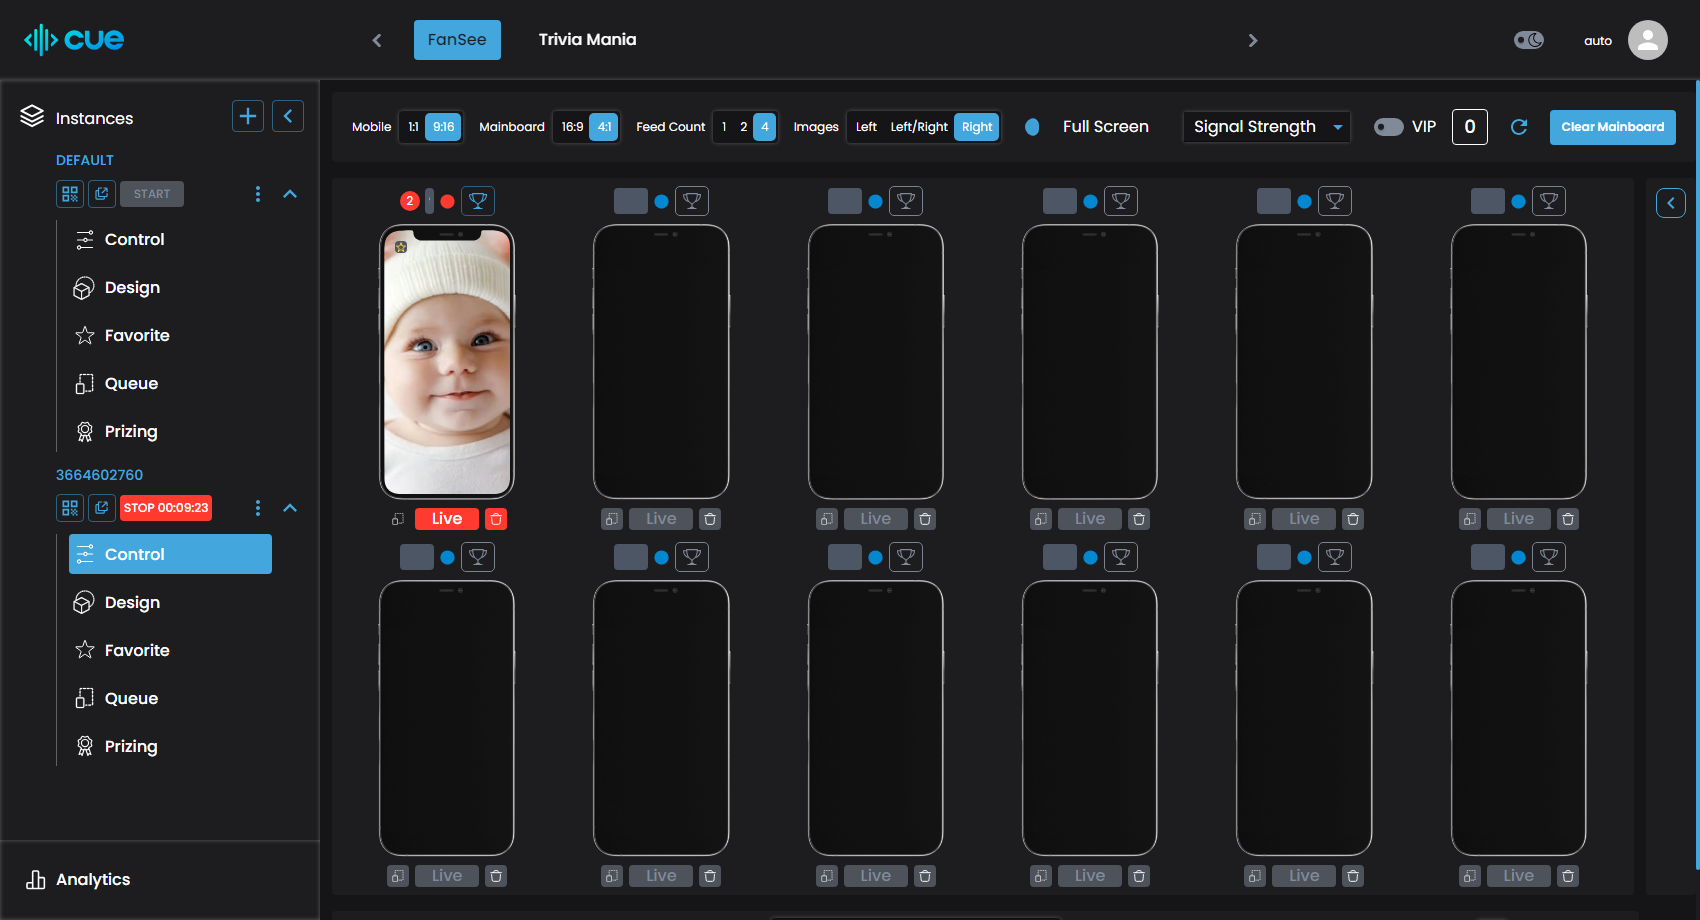 cue
FanSee
Trivia Mania
auto
Instances
DEFAULT
START
Control
Design
Favorite
Queue
Prizing
3664602760
STOP 00:09:23
Control
Design
Favorite
Queue
Prizing
Analytics
Mobile 1:1 9:16 Mainboard 16:9 4:1 Feed Count 1 2 4 Images Left Left/Right Right Full Screen Signal Strength VIP 0 Clear Mainboard
2
Live Live Live Live Live Live
Live Live Live Live Live Live